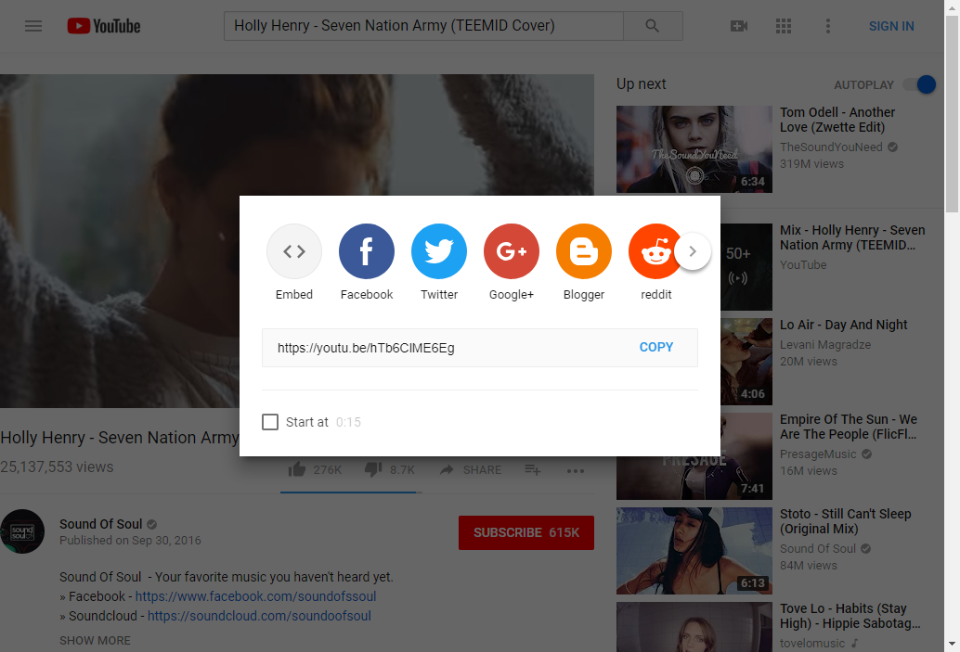 YouTube
Holly Henry - Seven Nation Army (TEEMID Cover)
SIGN IN
Up next
AUTOPLAY
TheSoundYouNeed
6:34
Tom Odell - Another
Love (Zwette Edit)
TheSoundYouNeed
319M views
50+
Mix - Holly Henry - Seven
Nation Army (TEEMID...
YouTube
4:06
Lo Air - Day And Night
Levani Magradze
20M views
PRESAGE
7:41
Empire Of The Sun - We
Are The People (FlicFl...
PresageMusic
16M views
6:13
Stoto - Still Can't Sleep
(Original Mix)
Sound Of Soul
84M views
Tove Lo - Habits (Stay
High) - Hippie Sabotag...
tovelomusic
Embed
Facebook
Twitter
G+
Google+
Blogger
reddit
https://youtu.be/hTb6CIME6Eg
COPY
Start at 0:15
Holly Henry - Seven Nation Army
25,137,553 views
276K
8.7K
SHARE
sound
soul
Sound Of Soul
Published on Sep 30, 2016
SUBSCRIBE 615K
Sound Of Soul - Your favorite music you haven't heard yet.
» Facebook - https://www.facebook.com/soundofssoul
» Soundcloud - https://soundcloud.com/soundoofsoul
SHOW MORE